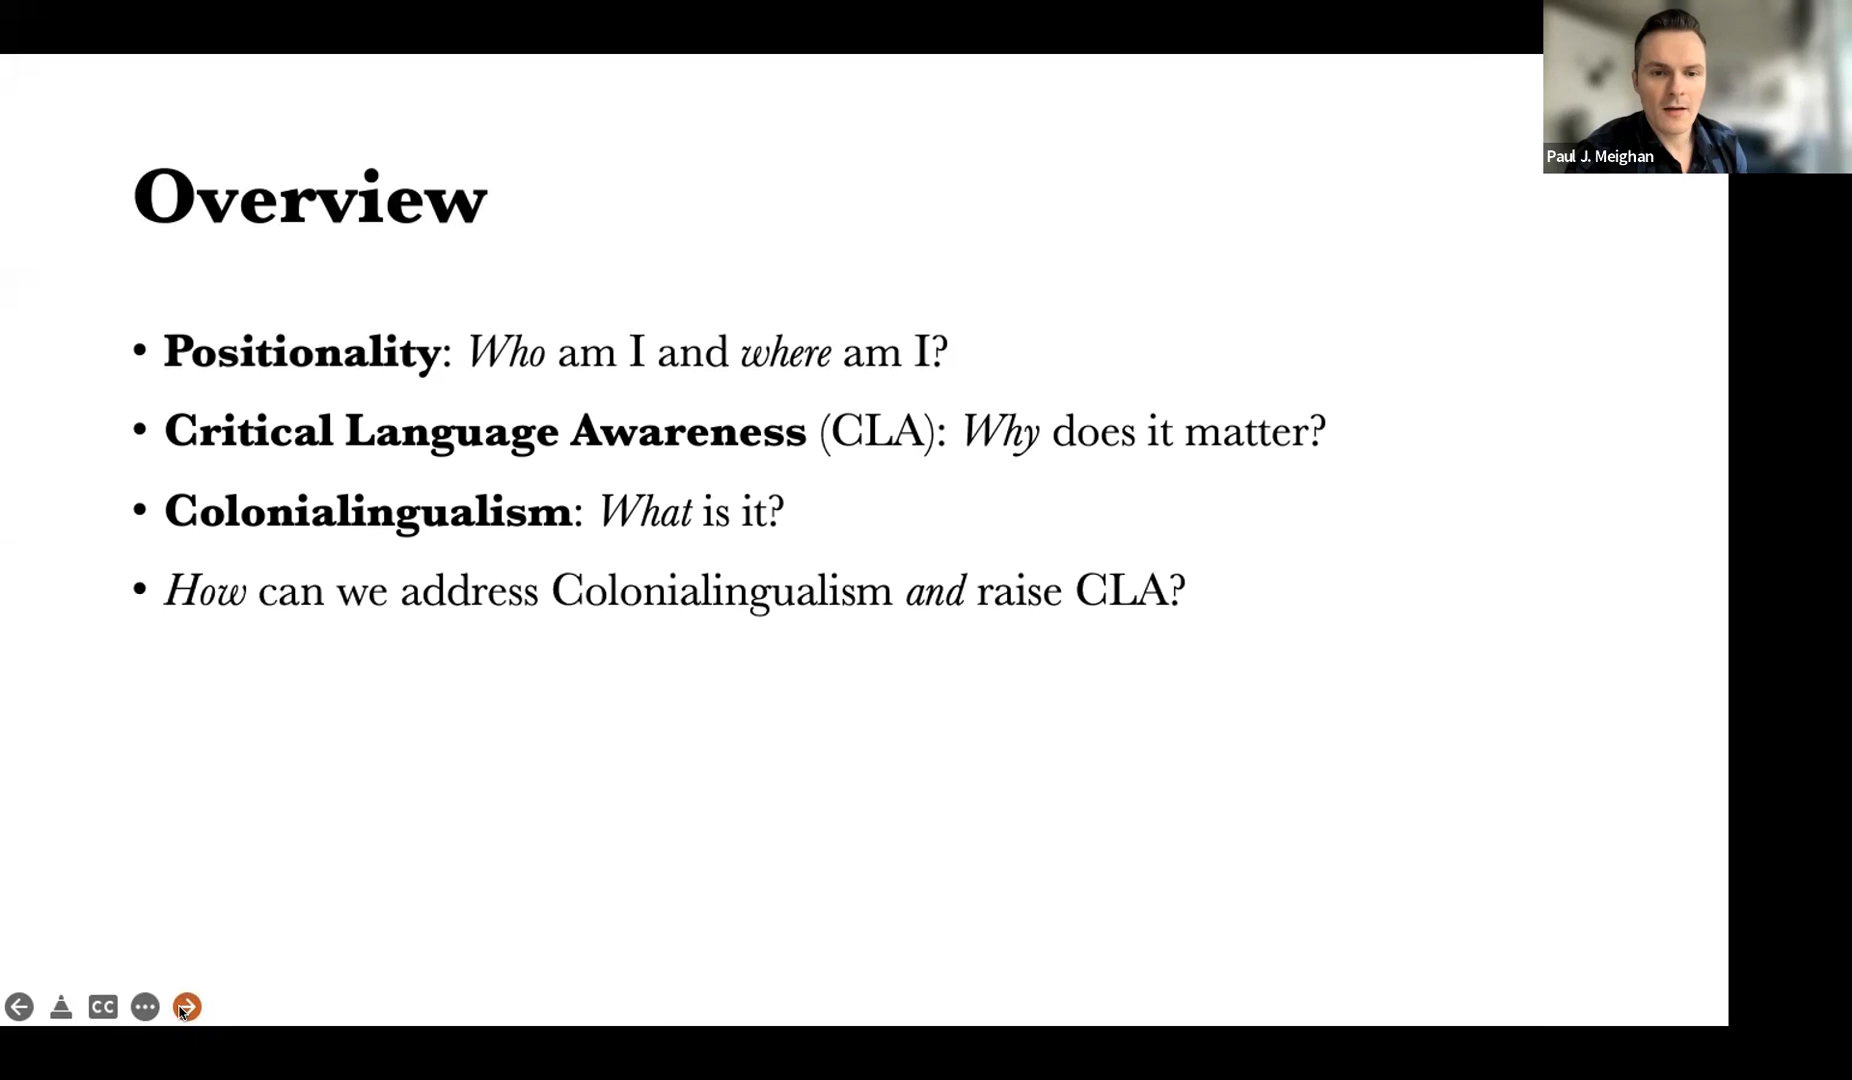 Paul J. Meighan
Overview
• Positionality: Who am I and where am I?
• Critical Language Awareness (CLA): Why does it matter?
• Colonialingualism: What is it?
• How can we address Colonialingualism and raise CLA?
CC